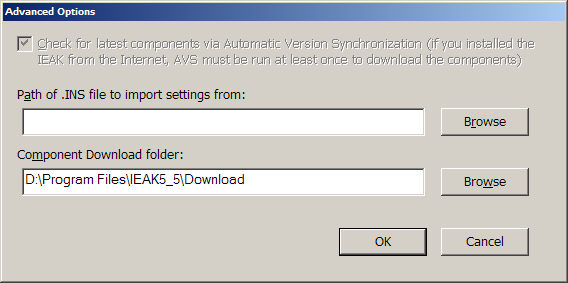 Advanced Options
Check for latest components via Automatic Version Synchronization (if you installed the
IEAK from the Internet, AVS must be run at least once to download the components)
Path of .INS file to import settings from:
Browse
Component Download folder:
D:\Program Files\IEAK5_5\Download
Browse
OK
Cancel